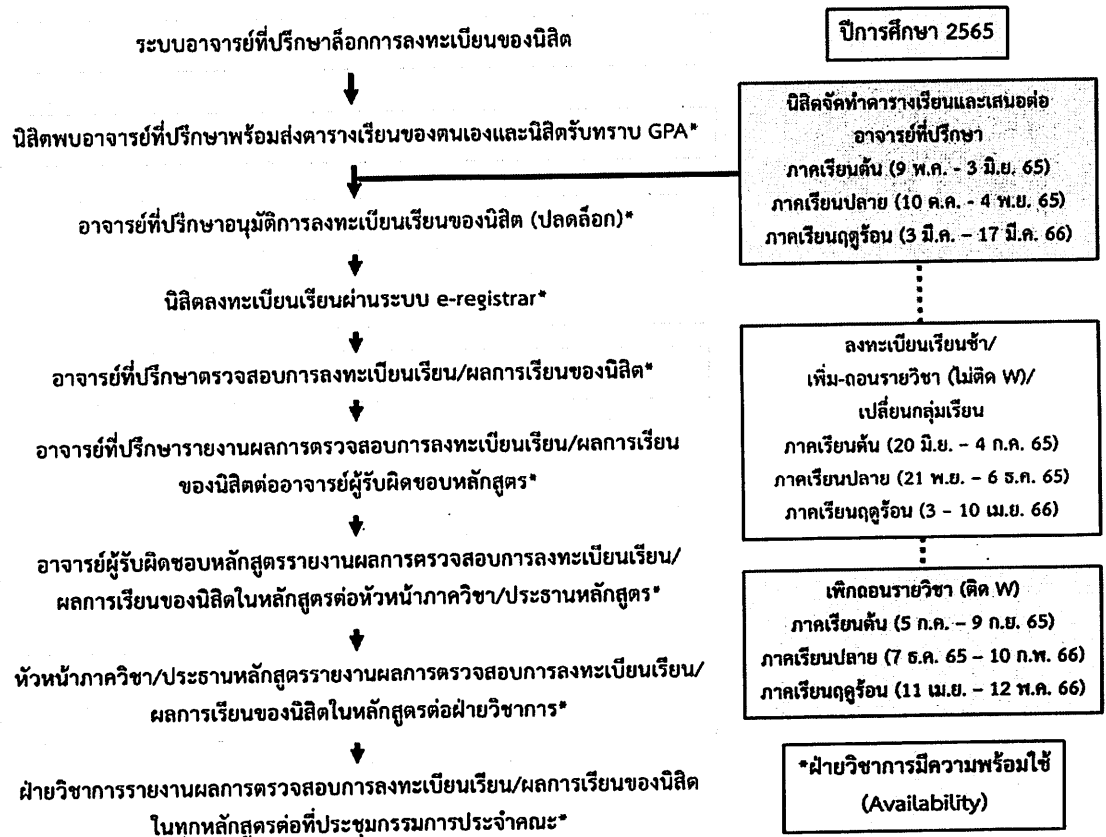 ระบบอาจารย์ที่ปรึกษาล็อกการลงทะเบียนของนิสิต
นิสิตพบอาจารย์ที่ปรึกษาพร้อมส่งตารางเรียนของตนเองและนิสิตรับทราบ GPA*
อาจารย์ที่ปรึกษาอนุมัติการลงทะเบียนเรียนของนิสิต (ปลดล็อก)*
นิสิตลงทะเบียนเรียนผ่านระบบ e-registrar*
อาจารย์ที่ปรึกษาตรวจสอบการลงทะเบียนเรียน/ผลการเรียนของนิสิต*
อาจารย์ที่ปรึกษารายงานผลการตรวจสอบการลงทะเบียนเรียน/ผลการเรียน
ของนิสิตต่ออาจารย์ผู้รับผิดชอบหลักสูตร*
อาจารย์ผู้รับผิดชอบหลักสูตรรายงานผลการตรวจสอบการลงทะเบียนเรียน/
ผลการเรียนของนิสิตในหลักสูตรต่อหัวหน้าภาควิชา/ประธานหลักสูตร*
หัวหน้าภาควิชา/ประธานหลักสูตรรายงานผลการตรวจสอบการลงทะเบียนเรียน/
ผลการเรียนของนิสิตในหลักสูตรต่อฝ่ายวิชาการ*
ฝ่ายวิชาการรายงานผลการตรวจสอบการลงทะเบียนเรียน/ผลการเรียนของนิสิต
ในทุกหลักสูตรต่อที่ประชุมกรรมการประจำคณะ*
ปีการศึกษา 2565
นิสิตจัดทำตารางเรียนและเสนอต่อ
อาจารย์ที่ปรึกษา
ภาคเรียนต้น (9 พ.ค. - 3 มิ.ย. 65)
ภาคเรียนปลาย (10 ต.ค. - 4 พ.ย. 65)
ภาคเรียนฤดูร้อน (3 มี.ค. – 17 มี.ค. 66)
ลงทะเบียนเรียนช้า/
เพิ่ม-ถอนรายวิชา (ไม่ติด W)/
เปลี่ยนกลุ่มเรียน
ภาคเรียนต้น (20 มิ.ย. – 4 ก.ค. 65)
ภาคเรียนปลาย (21 พ.ย. – 6 ธ.ค. 65)
ภาคเรียนฤดูร้อน (3 – 10 เม.ย. 66)
เพิกถอนรายวิชา (ติด W)
ภาคเรียนต้น (5 ก.ค. – 9 ก.ย. 65)
ภาคเรียนปลาย (7 ธ.ค. 65 – 10 ก.พ. 66)
ภาคเรียนฤดูร้อน (11 เม.ย. – 12 พ.ค. 66)
*ฝ่ายวิชาการมีความพร้อมใช้
(Availability)